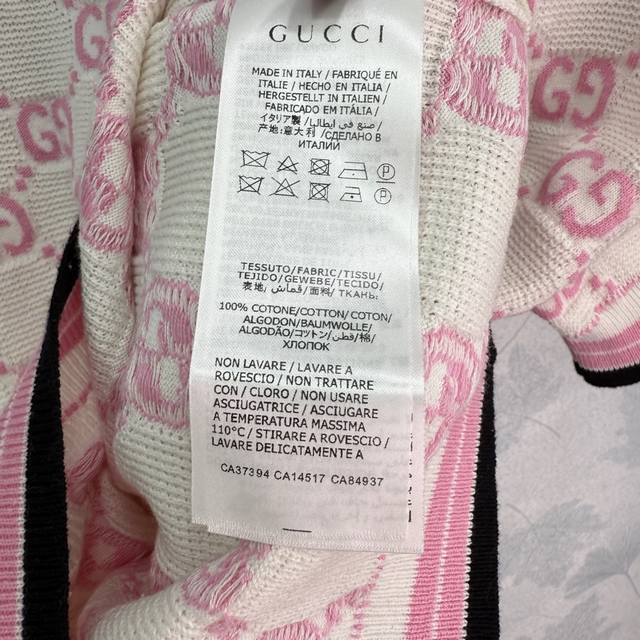 GUCCI
MADE IN ITALY / FABRIQUÉ EN
ITALIE / HECHO EN ITALIA /
HERGESTELLT IN ITALIEN /
FABRICADO EM ITÁLIA /
イタリア製 / صنع في ايطاليا /
产地:意大利 / СДЕЛАНО В
ИТАЛИИ
P
P
TESSUTO / FABRIC / TISSU /
TEJIDO / GEWEBE / TECIDO /
表地 / قماش / 面料 / ТКАНЬ:
100% COTONE / COTTON / COTON /
ALGODON / BAUMWOLLE /
ALGODÃO / コットン / قطن / 棉 /
ХЛОПОК
NON LAVARE / LAVARE A
ROVESCIO / NON TRATTARE
CON / CLORO / NON USARE
ASCIUGATRICE / ASCIUGARE
A TEMPERATURA MASSIMA
110°C / STIRARE A ROVESCIO /
LAVARE DELICATAMENTE A
CA37394 CA14517 CA84937
GG
GG
G